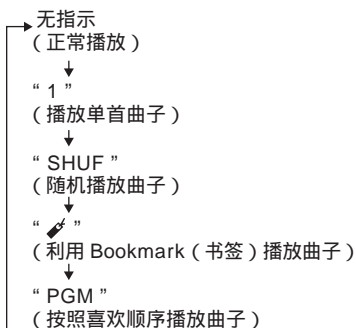 无指示
（正常播放）
“ 1 ”
（播放单首曲子）
“ SHUF ”
（随机播放曲子）
“ ”
（利用 Bookmark（书签）播放曲子）
“ PGM ”
（按照喜欢顺序播放曲子）